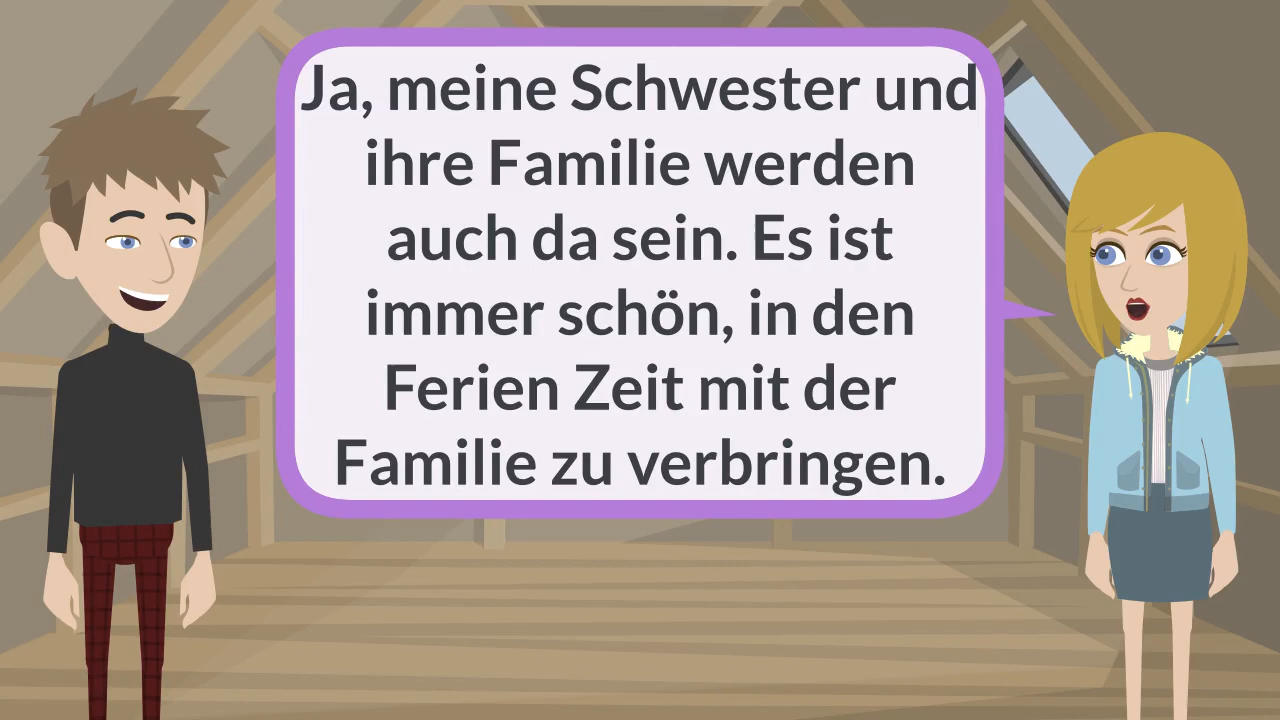 Ja, meine Schwester und
ihre Familie werden
auch da sein. Es ist
immer schön, in den
Ferien Zeit mit der
Familie zu verbringen.